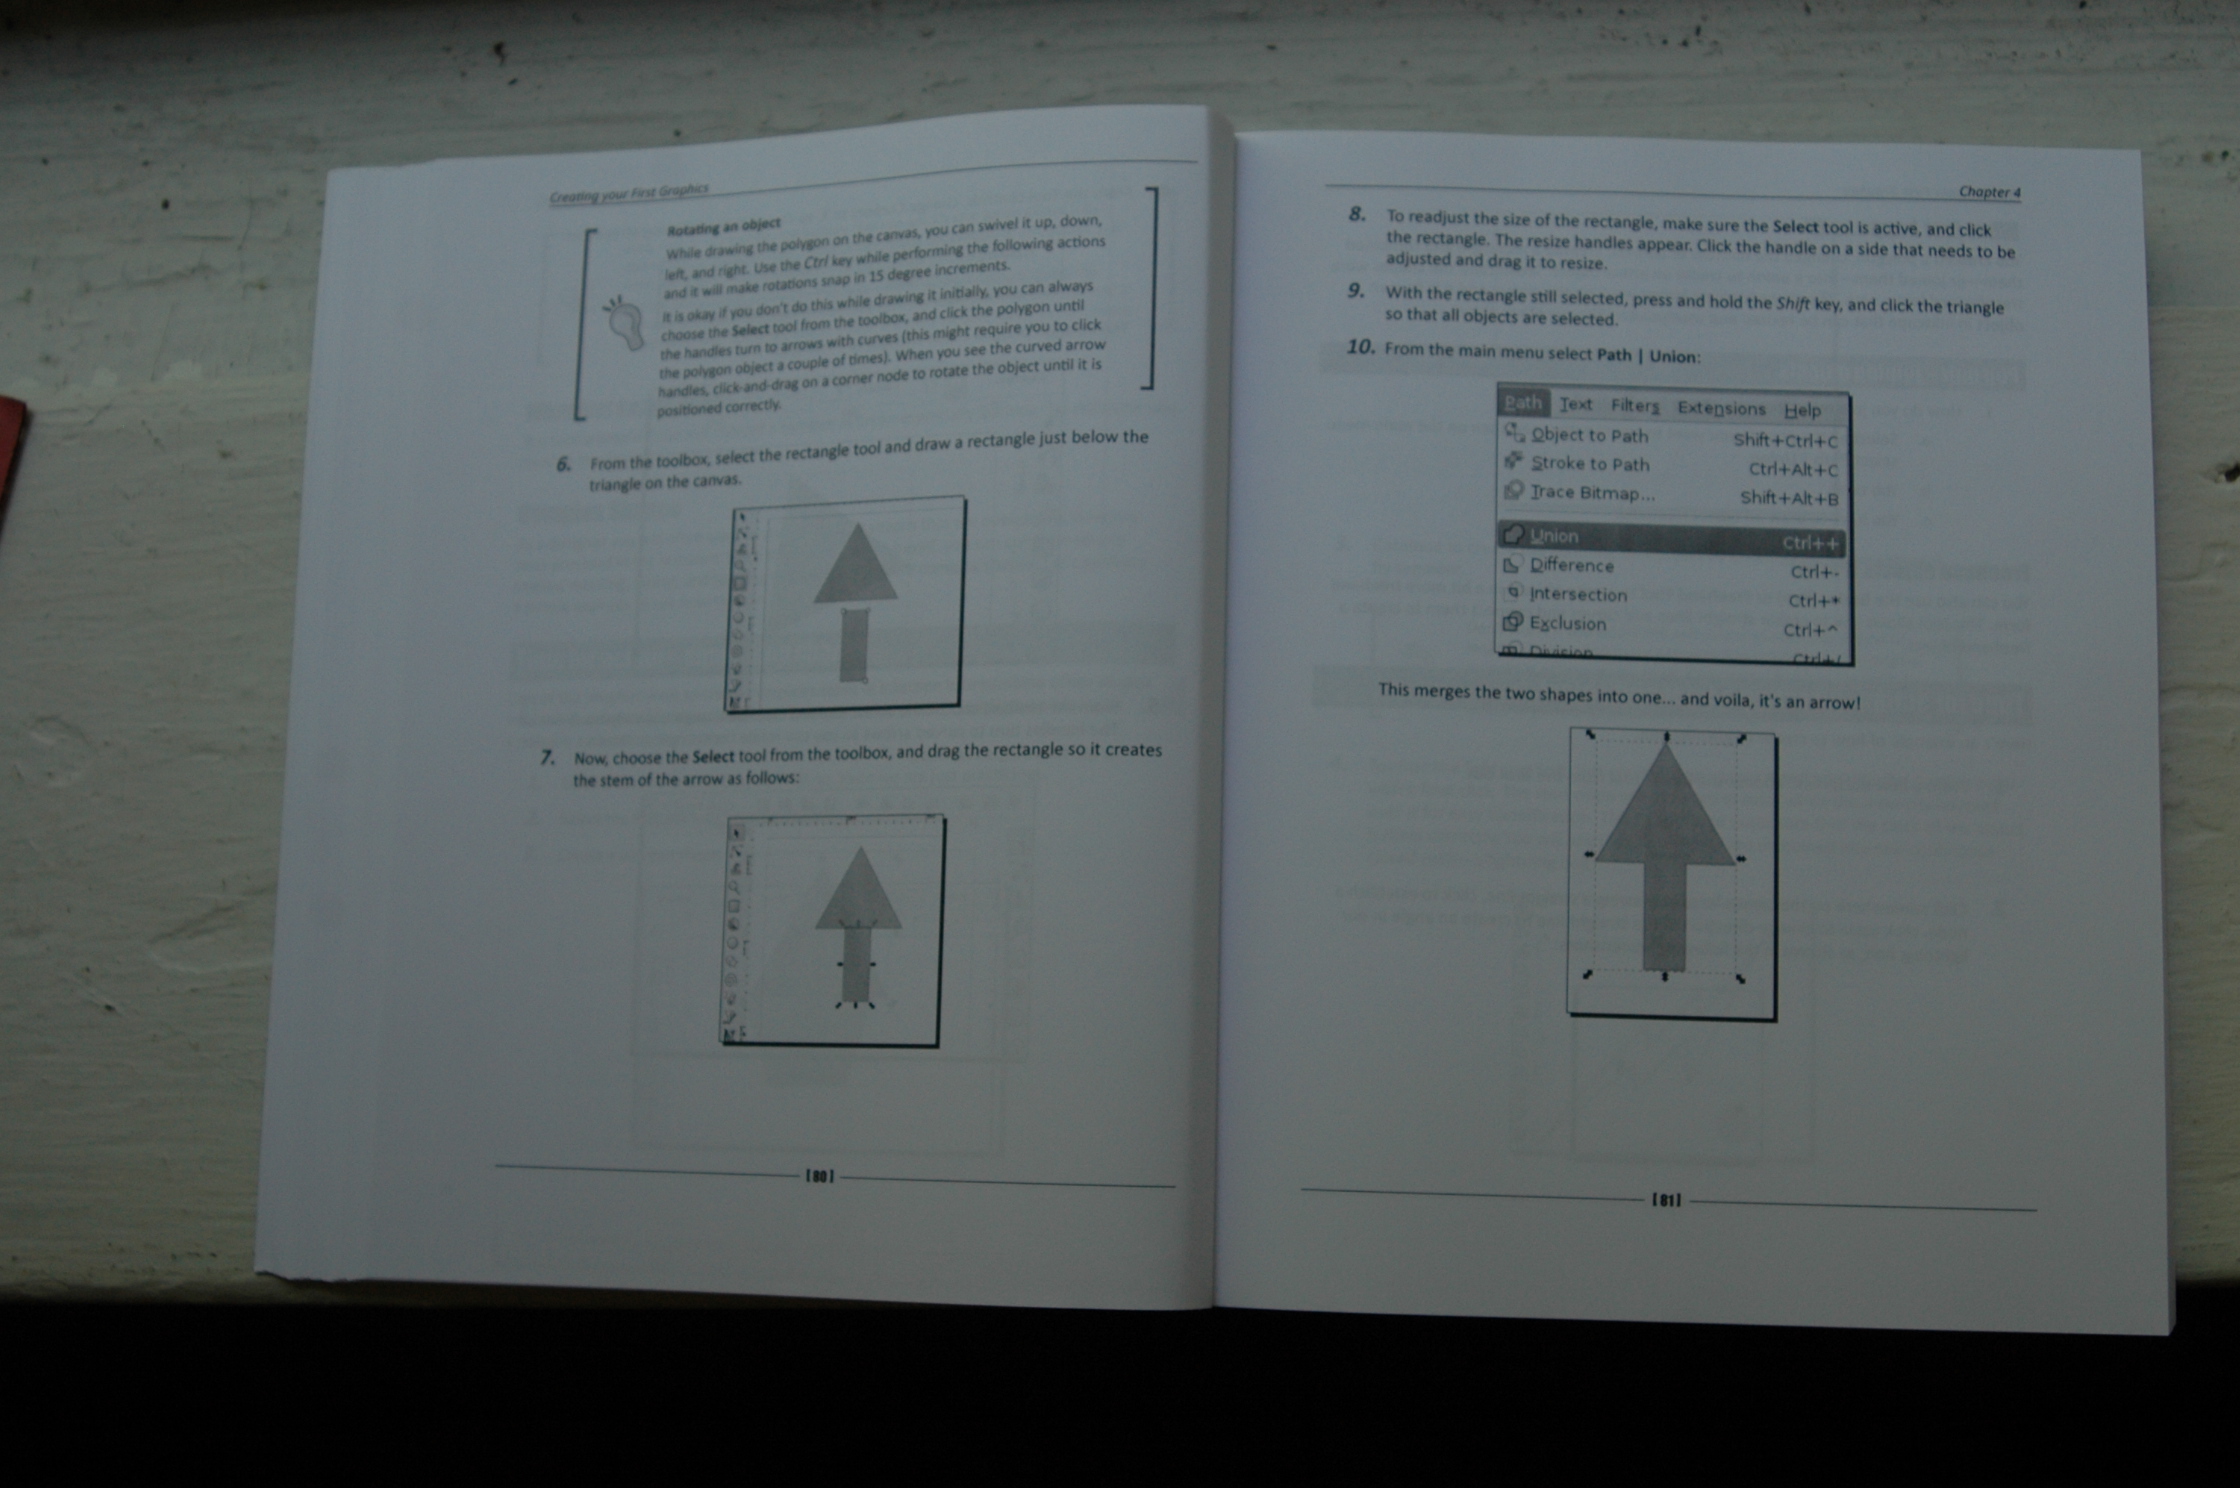 Creating your First Graphics
Rotating an object
While drawing the polygon on the canvas, you can swivel it up, down,
left, and right. Use the Ctrl key while performing the following actions
and it will make rotations snap in 15 degree increments.
It is okay if you don't do this while drawing it initially, you can always
choose the Select tool from the toolbox, and click the polygon until
the handles turn to arrows with curves (this might require you to click
the polygon object a couple of times). When you see the curved arrow
handles, click-and-drag on a corner node to rotate the object until it is
positioned correctly.
6. From the toolbox, select the rectangle tool and draw a rectangle just below the
triangle on the canvas.
7. Now, choose the Select tool from the toolbox, and drag the rectangle so it creates
the stem of the arrow as follows:
[ 80 ]
Chapter 4
8. To readjust the size of the rectangle, make sure the Select tool is active, and click
the rectangle. The resize handles appear. Click the handle on a side that needs to be
adjusted and drag it to resize.
9. With the rectangle still selected, press and hold the Shift key, and click the triangle
so that all objects are selected.
10. From the main menu select Path | Union:
Path Text Filters Extensions Help
Object to Path Shift+Ctrl+C
Stroke to Path Ctrl+Alt+C
Trace Bitmap... Shift+Alt+B
Union Ctrl++
Difference Ctrl+-
Intersection Ctrl+*
Exclusion Ctrl+^
Division Ctrl+/
This merges the two shapes into one... and voila, it's an arrow!
[ 81 ]